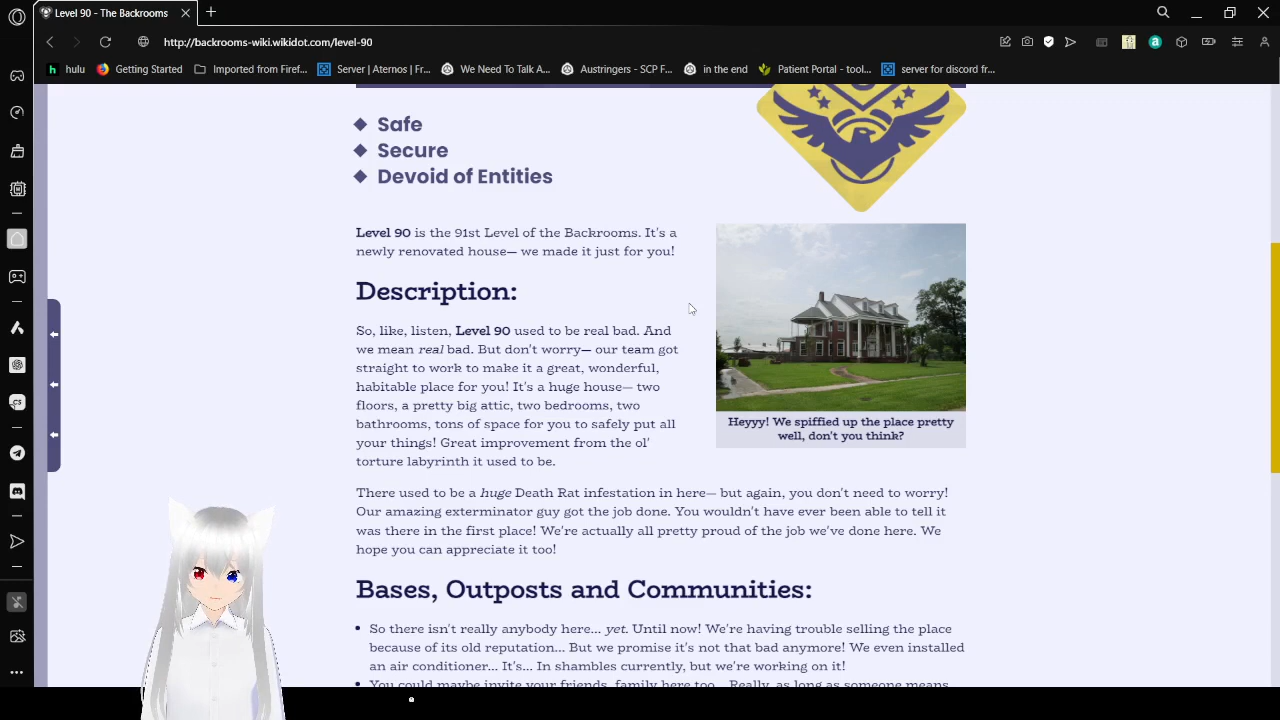 Level 90 - The Backrooms
http://backrooms-wiki.wikidot.com/level-90
hulu
Getting Started
Imported from Firef...
Server | Aternos | Fr...
We Need To Talk A...
Austringers - SCP F...
in the end
Patient Portal - tool...
server for discord fr...
Safe
Secure
Devoid of Entities
Level 90 is the 91st Level of the Backrooms. It's a
newly renovated house— we made it just for you!
Description:
So, like, listen, Level 90 used to be real bad. And
we mean real bad. But don't worry— our team got
straight to work to make it a great, wonderful,
habitable place for you! It's a huge house— two
floors, a pretty big attic, two bedrooms, two
bathrooms, tons of space for you to safely put all
your things! Great improvement from the ol'
torture labyrinth it used to be.
Heyyy! We spiffied up the place pretty
well, don't you think?
There used to be a huge Death Rat infestation in here— but again, you don't need to worry!
Our amazing exterminator guy got the job done. You wouldn't have ever been able to tell it
was there in the first place! We're actually all pretty proud of the job we've done here. We
hope you can appreciate it too!
Bases, Outposts and Communities:
So there isn't really anybody here... yet. Until now! We're having trouble selling the place
because of its old reputation... But we promise it's not that bad anymore! We even installed
an air conditioner... It's... In shambles currently, but we're working on it!
You could maybe invite your friends, family here too... Really, as long as someone means